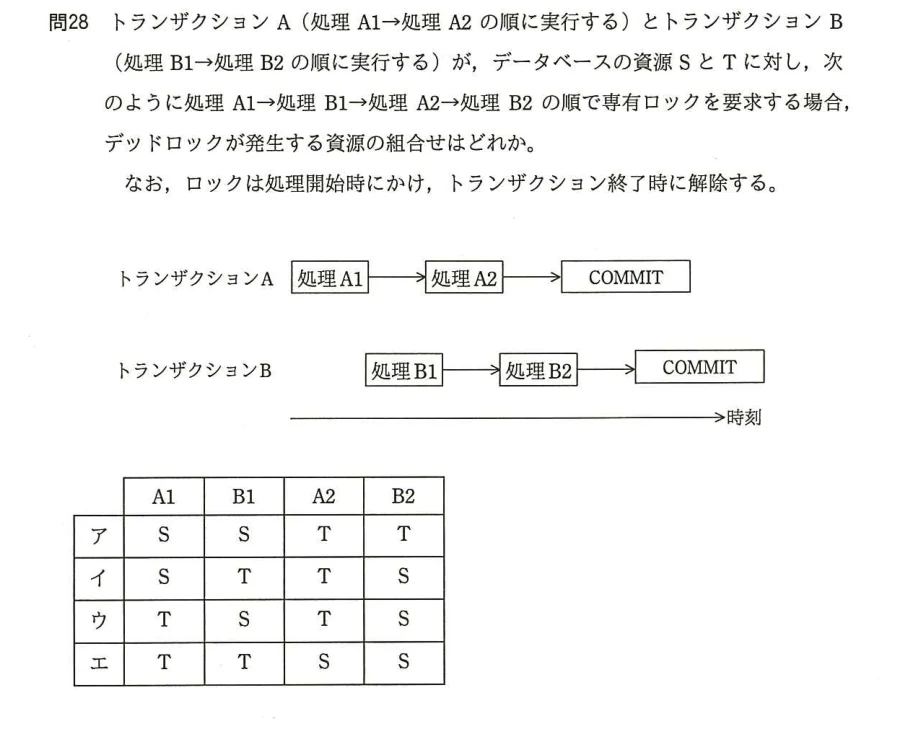 問28 トランザクション A（処理 A1→処理 A2 の順に実行する）とトランザクション B
（処理 B1→処理 B2 の順に実行する）が，データベースの資源 S と T に対し，次
のように処理 A1→処理 B1→処理 A2→処理 B2 の順で専有ロックを要求する場合，
デッドロックが発生する資源の組合せはどれか。
なお，ロックは処理開始時にかけ，トランザクション終了時に解除する。
トランザクションA 処理A1 処理A2 COMMIT
トランザクションB 処理B1 処理B2 COMMIT
時刻
A1 B1 A2 B2
ア S S T T
イ S T T S
ウ T S T S
エ T T S S